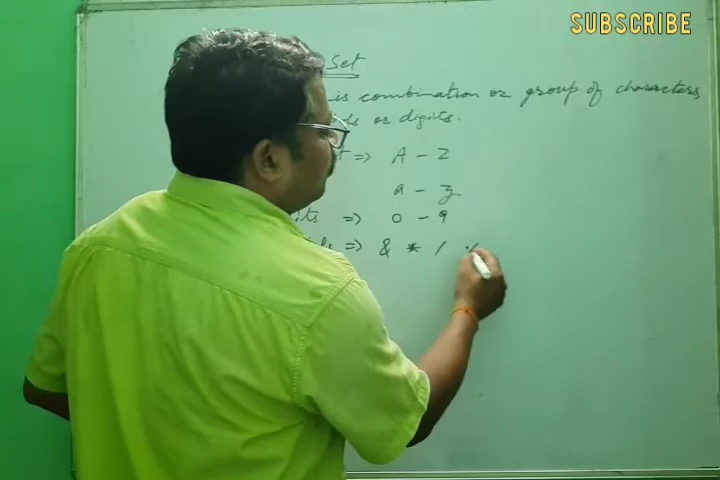 SUBSCRIBE
Set
is combination or group of characters,
or digits.
=> A - Z
a - z
=> 0 - 9
=> & * /